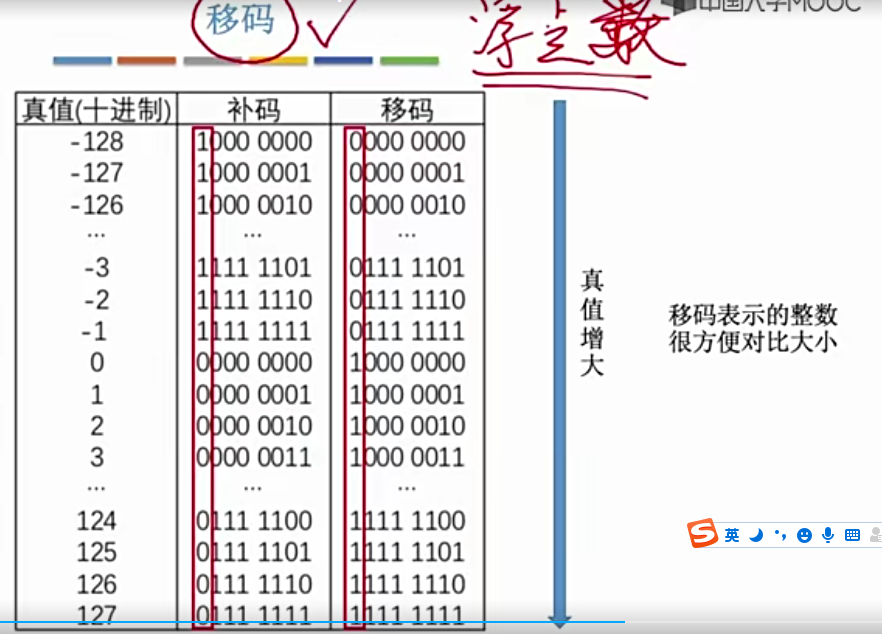 移码
浮点数
中国大学MOOC
真值(十进制) 补码 移码
-128 1000 0000 0000 0000
-127 1000 0001 0000 0001
-126 1000 0010 0000 0010
... ... ...
-3 1111 1101 0111 1101
-2 1111 1110 0111 1110
-1 1111 1111 0111 1111
0 0000 0000 1000 0000
1 0000 0001 1000 0001
2 0000 0010 1000 0010
3 0000 0011 1000 0011
... ... ...
124 0111 1100 1111 1100
125 0111 1101 1111 1101
126 0111 1110 1111 1110
127 0111 1111 1111 1111
真值增大
移码表示的整数
很方便对比大小
S 英